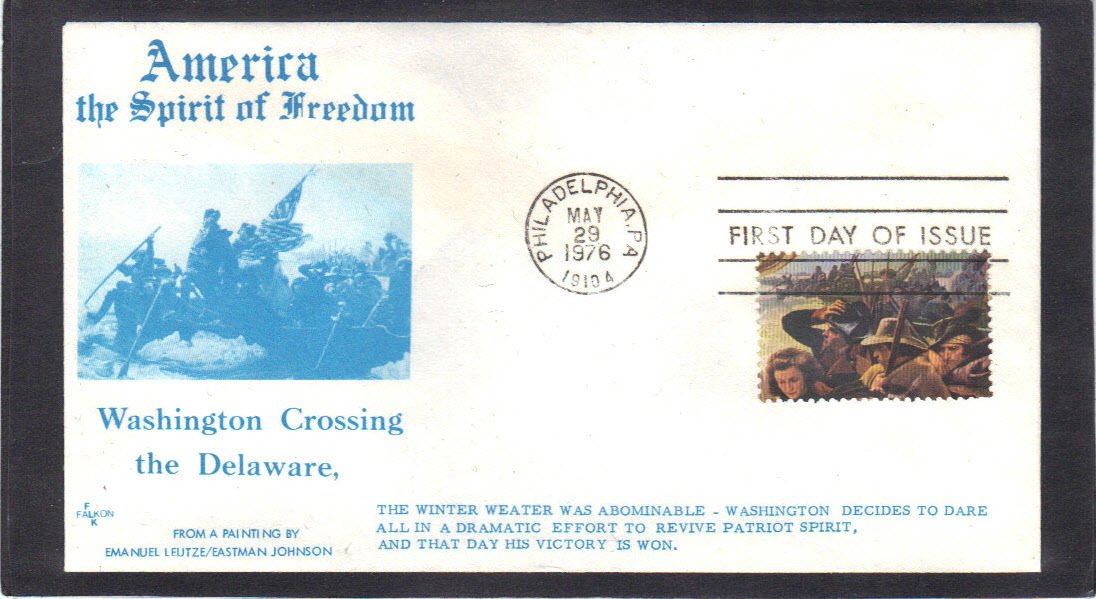 America
the Spirit of Freedom
PHILADELPHIA, PA
MAY
29
1976
19104
FIRST DAY OF ISSUE
Washington Crossing
the Delaware,
F
FALKON
K
FROM A PAINTING BY
EMANUEL LEUTZE/EASTMAN JOHNSON
THE WINTER WEATER WAS ABOMINABLE - WASHINGTON DECIDES TO DARE
ALL IN A DRAMATIC EFFORT TO REVIVE PATRIOT SPIRIT,
AND THAT DAY HIS VICTORY IS WON.